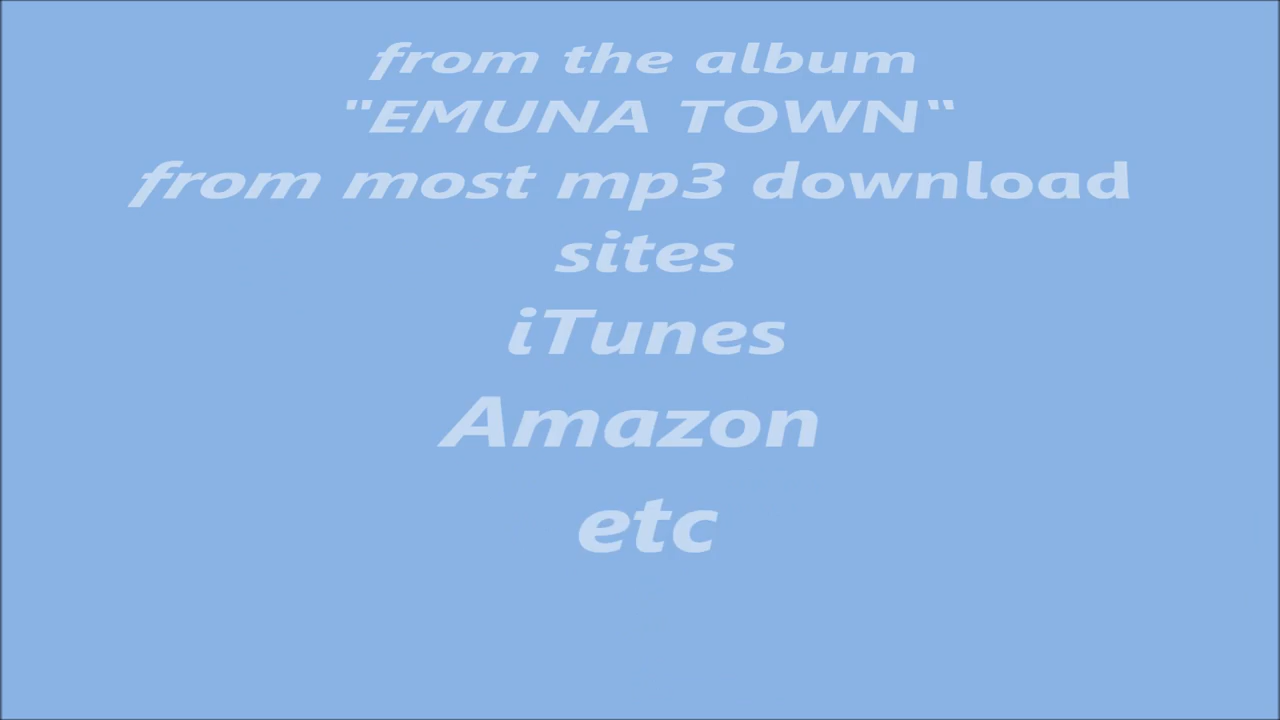 from the album
"EMUNA TOWN“
from most mp3 download
sites
iTunes
Amazon
etc